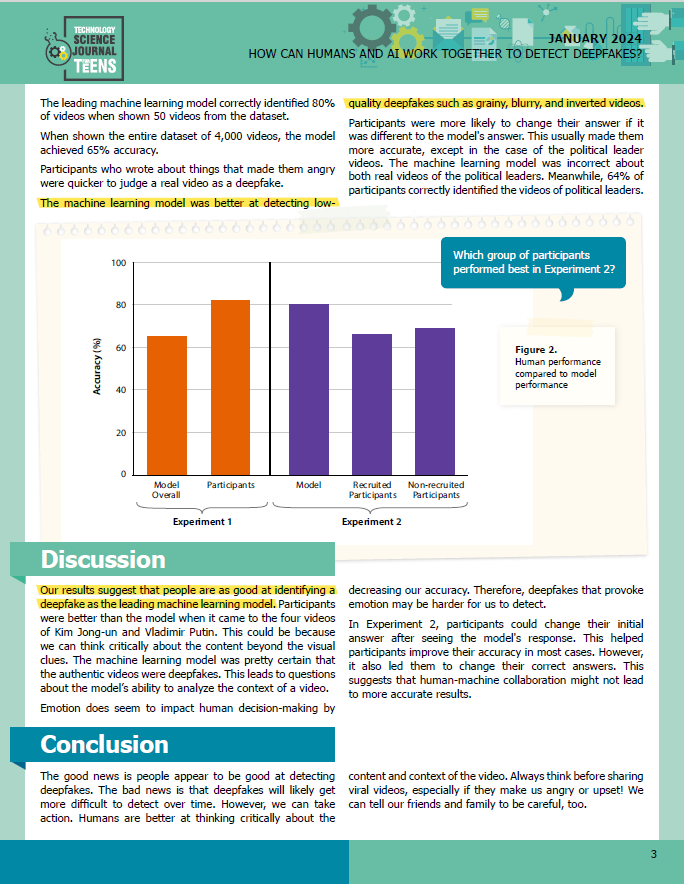 TECHNOLOGY
SCIENCE
JOURNAL
FOR
TEENS
JANUARY 2024
HOW CAN HUMANS AND AI WORK TOGETHER TO DETECT DEEPFAKES?
The leading machine learning model correctly identified 80%
of videos when shown 50 videos from the dataset.
When shown the entire dataset of 4,000 videos, the model
achieved 65% accuracy.
Participants who wrote about things that made them angry
were quicker to judge a real video as a deepfake.
The machine learning model was better at detecting low-
quality deepfakes such as grainy, blurry, and inverted videos.
Participants were more likely to change their answer if it
was different to the model's answer. This usually made them
more accurate, except in the case of the political leader
videos. The machine learning model was incorrect about
both real videos of the political leaders. Meanwhile, 64% of
participants correctly identified the videos of political leaders.
Which group of participants
performed best in Experiment 2?
Accuracy (%)
100
80
60
40
20
0
Model
Overall
Participants
Model
Recruited
Participants
Non-recruited
Participants
Experiment 1
Experiment 2
Figure 2.
Human performance
compared to model
performance
Discussion
Our results suggest that people are as good at identifying a
deepfake as the leading machine learning model. Participants
were better than the model when it came to the four videos
of Kim Jong-un and Vladimir Putin. This could be because
we can think critically about the content beyond the visual
clues. The machine learning model was pretty certain that
the authentic videos were deepfakes. This leads to questions
about the model's ability to analyze the context of a video.
Emotion does seem to impact human decision-making by
decreasing our accuracy. Therefore, deepfakes that provoke
emotion may be harder for us to detect.
In Experiment 2, participants could change their initial
answer after seeing the model's response. This helped
participants improve their accuracy in most cases. However,
it also led them to change their correct answers. This
suggests that human-machine collaboration might not lead
to more accurate results.
Conclusion
The good news is people appear to be good at detecting
deepfakes. The bad news is that deepfakes will likely get
more difficult to detect over time. However, we can take
action. Humans are better at thinking critically about the
content and context of the video. Always think before sharing
viral videos, especially if they make us angry or upset! We
can tell our friends and family to be careful, too.
3